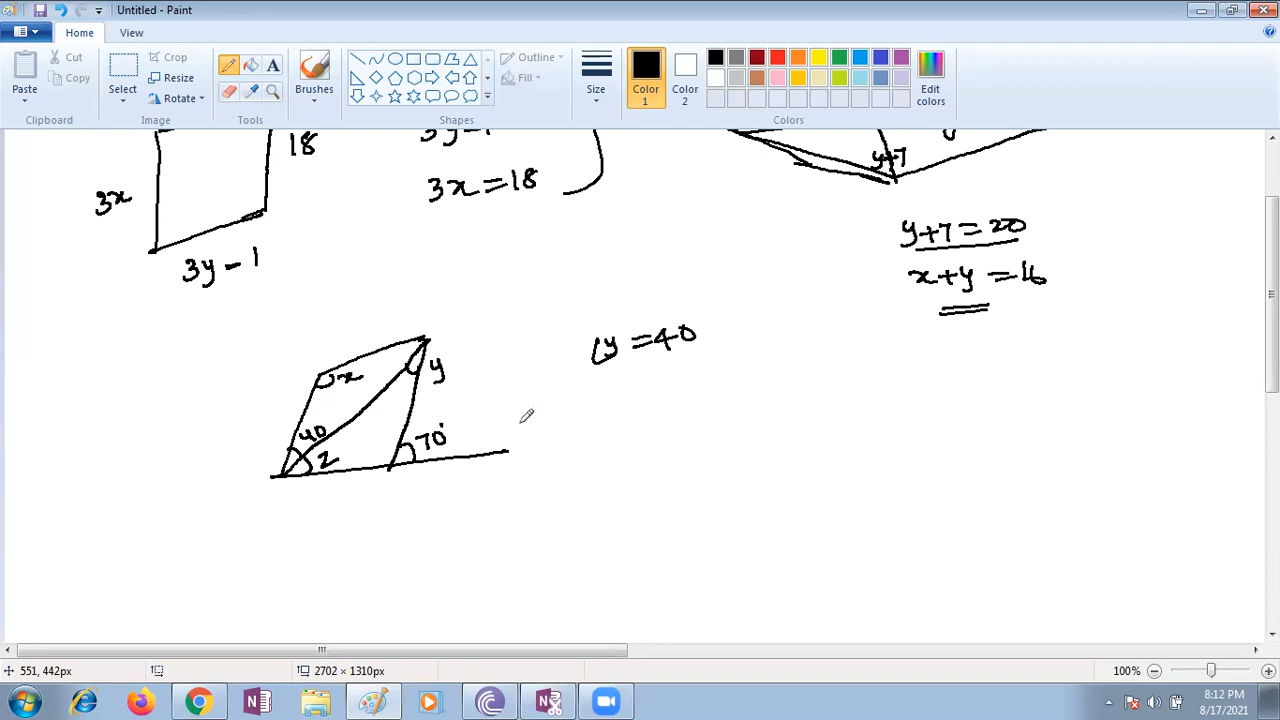 Untitled - Paint
Home
View
Paste
Cut
Copy
Clipboard
Select
Crop
Resize
Rotate
Image
Tools
Brushes
Shapes
Outline
Fill
Size
Color 1
Color 2
Edit colors
Colors
18
3x
3y-1
3x=18
3y-1
y+7
y+7=20
x+y=16
x
y
40
z
70°
∠y=40
551, 442px
2702 × 1310px
100%
8:12 PM
8/17/2021